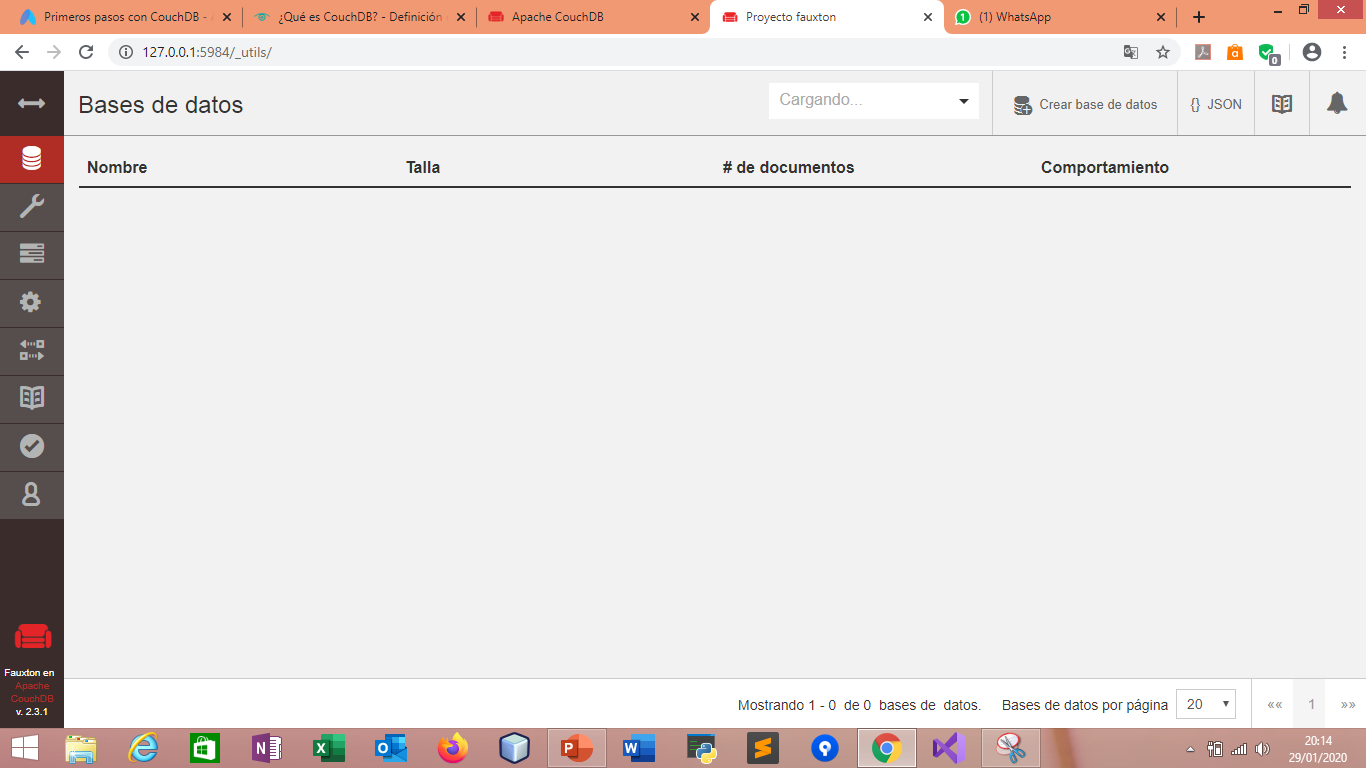 Primeros pasos con CouchDB - A
¿Qué es CouchDB? - Definición
Apache CouchDB
Proyecto fauxton
(1) WhatsApp
127.0.0.1:5984/_utils/
Bases de datos
Cargando...
Crear base de datos
{} JSON
Nombre
Talla
# de documentos
Comportamiento
Fauxton en
Apache
CouchDB
v. 2.3.1
Mostrando 1 - 0 de 0 bases de datos.
Bases de datos por página
20
««
1
»»
20:14
29/01/2020